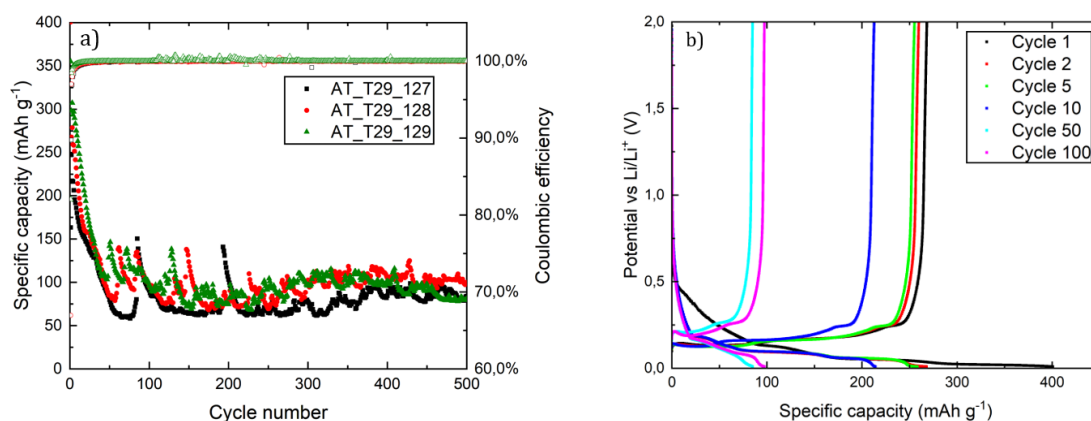 a)
400
350
300
250
200
150
100
50
0
Specific capacity (mAh g⁻¹)
0
100
200
300
400
500
Cycle number
100,0%
90,0%
80,0%
70,0%
60,0%
Coulombic efficiency
AT_T29_127
AT_T29_128
AT_T29_129
b)
2,0
1,5
1,0
0,5
0,0
Potential vs Li/Li⁺ (V)
0
100
200
300
400
Specific capacity (mAh g⁻¹)
Cycle 1
Cycle 2
Cycle 5
Cycle 10
Cycle 50
Cycle 100